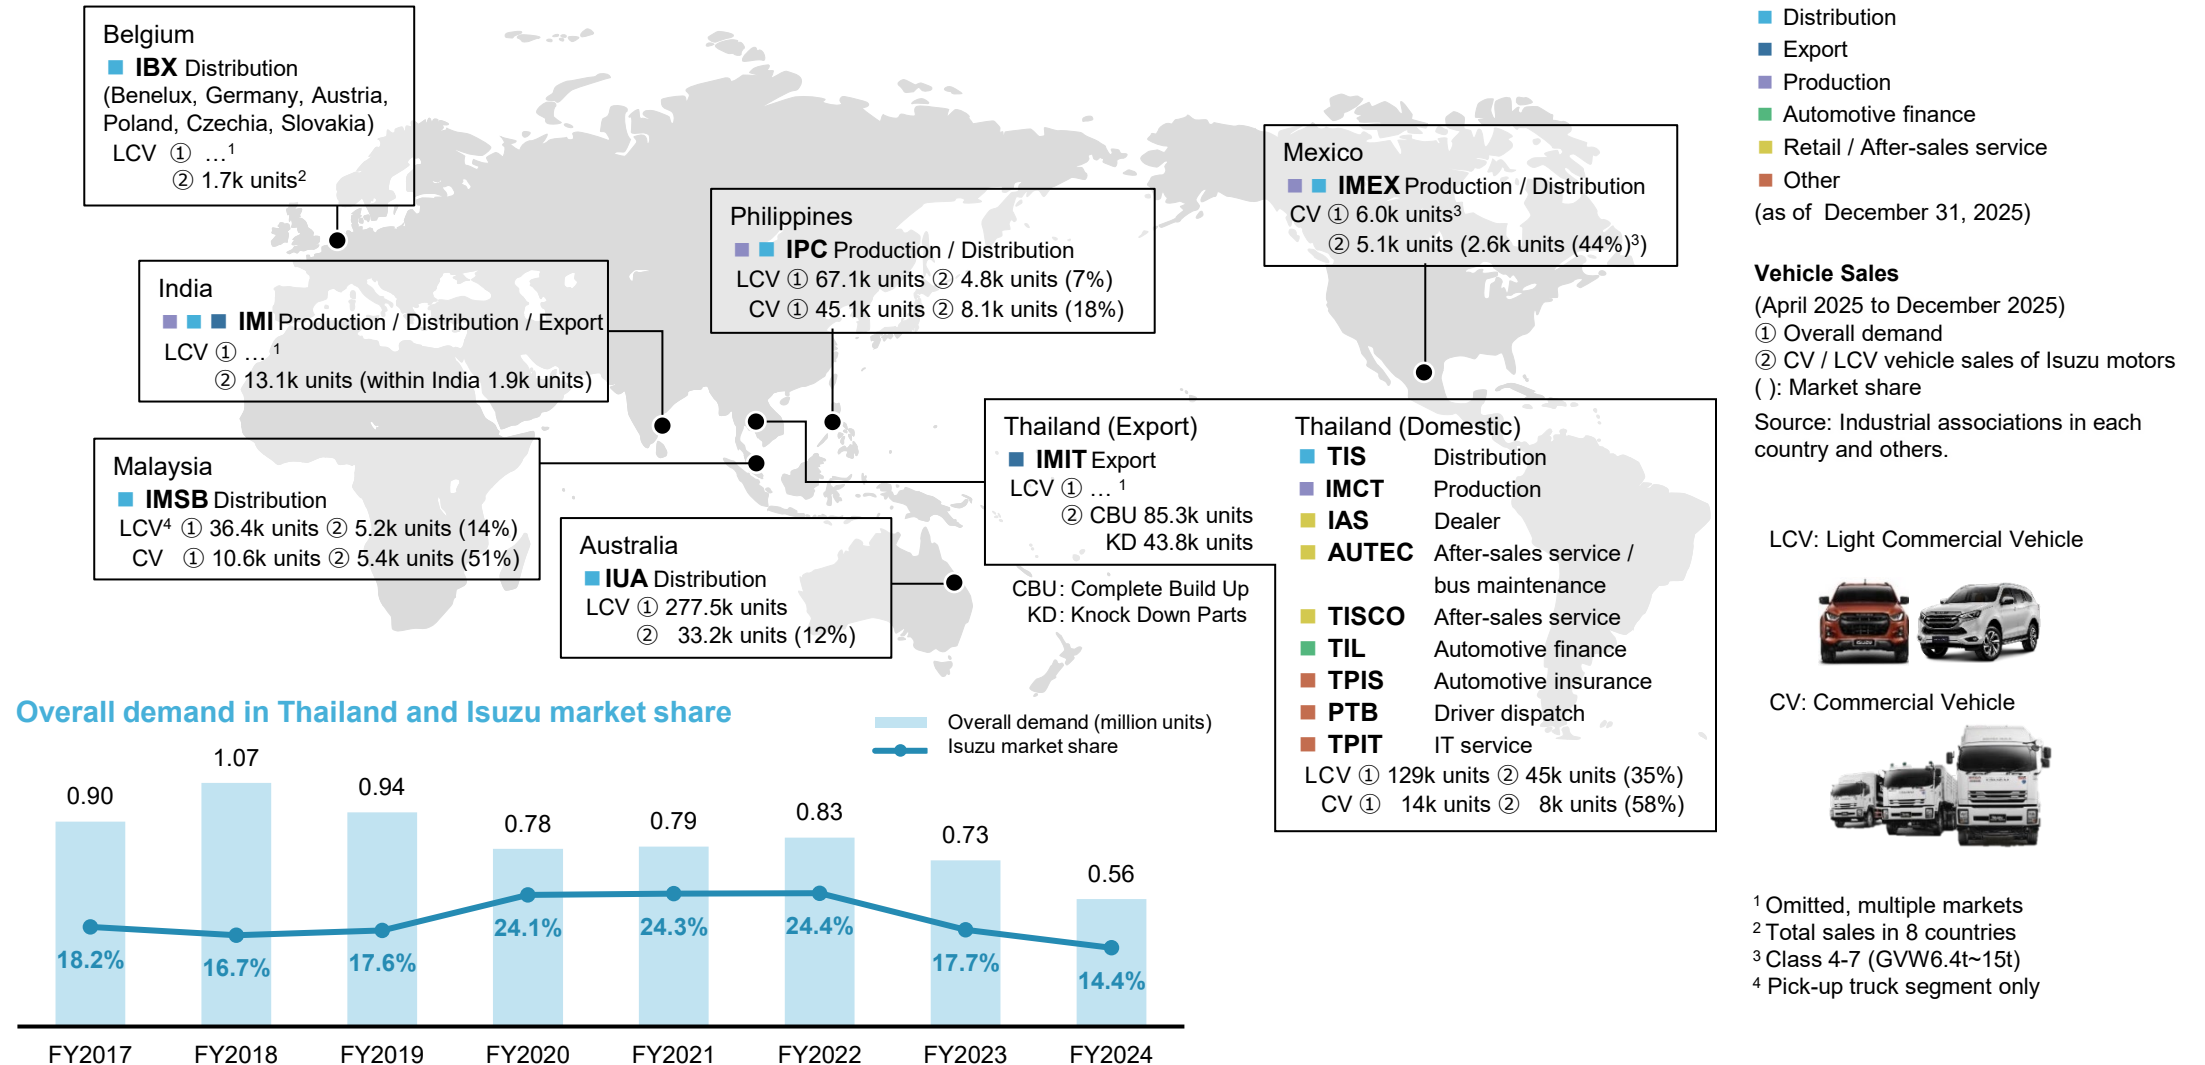 Belgium
IBX Distribution
(Benelux, Germany, Austria,
Poland, Czechia, Slovakia)
LCV ① …1
② 1.7k units2
India
IMI Production / Distribution / Export
LCV ① … 1
② 13.1k units (within India 1.9k units)
Malaysia
IMSB Distribution
LCV4 ① 36.4k units ② 5.2k units (14%)
CV ① 10.6k units ② 5.4k units (51%)
Philippines
IPC Production / Distribution
LCV ① 67.1k units ② 4.8k units (7%)
CV ① 45.1k units ② 8.1k units (18%)
Australia
IUA Distribution
LCV ① 277.5k units
② 33.2k units (12%)
Mexico
IMEX Production / Distribution
CV ① 6.0k units3
② 5.1k units (2.6k units (44%)3)
Thailand (Export)
IMIT Export
LCV ① … 1
② CBU 85.3k units
KD 43.8k units
CBU: Complete Build Up
KD: Knock Down Parts
Thailand (Domestic)
TIS Distribution
IMCT Production
IAS Dealer
AUTEC After-sales service /
bus maintenance
TISCO After-sales service
TIL Automotive finance
TPIS Automotive insurance
PTB Driver dispatch
TPIT IT service
LCV ① 129k units ② 45k units (35%)
CV ① 14k units ② 8k units (58%)
Distribution
Export
Production
Automotive finance
Retail / After-sales service
Other
(as of December 31, 2025)
Vehicle Sales
(April 2025 to December 2025)
① Overall demand
② CV / LCV vehicle sales of Isuzu motors
( ): Market share
Source: Industrial associations in each
country and others.
LCV: Light Commercial Vehicle
CV: Commercial Vehicle
1 Omitted, multiple markets
2 Total sales in 8 countries
3 Class 4-7 (GVW6.4t~15t)
4 Pick-up truck segment only
Overall demand in Thailand and Isuzu market share
Overall demand (million units)
Isuzu market share
0.90 1.07 0.94 0.78 0.79 0.83 0.73 0.56
18.2% 16.7% 17.6% 24.1% 24.3% 24.4% 17.7% 14.4%
FY2017 FY2018 FY2019 FY2020 FY2021 FY2022 FY2023 FY2024